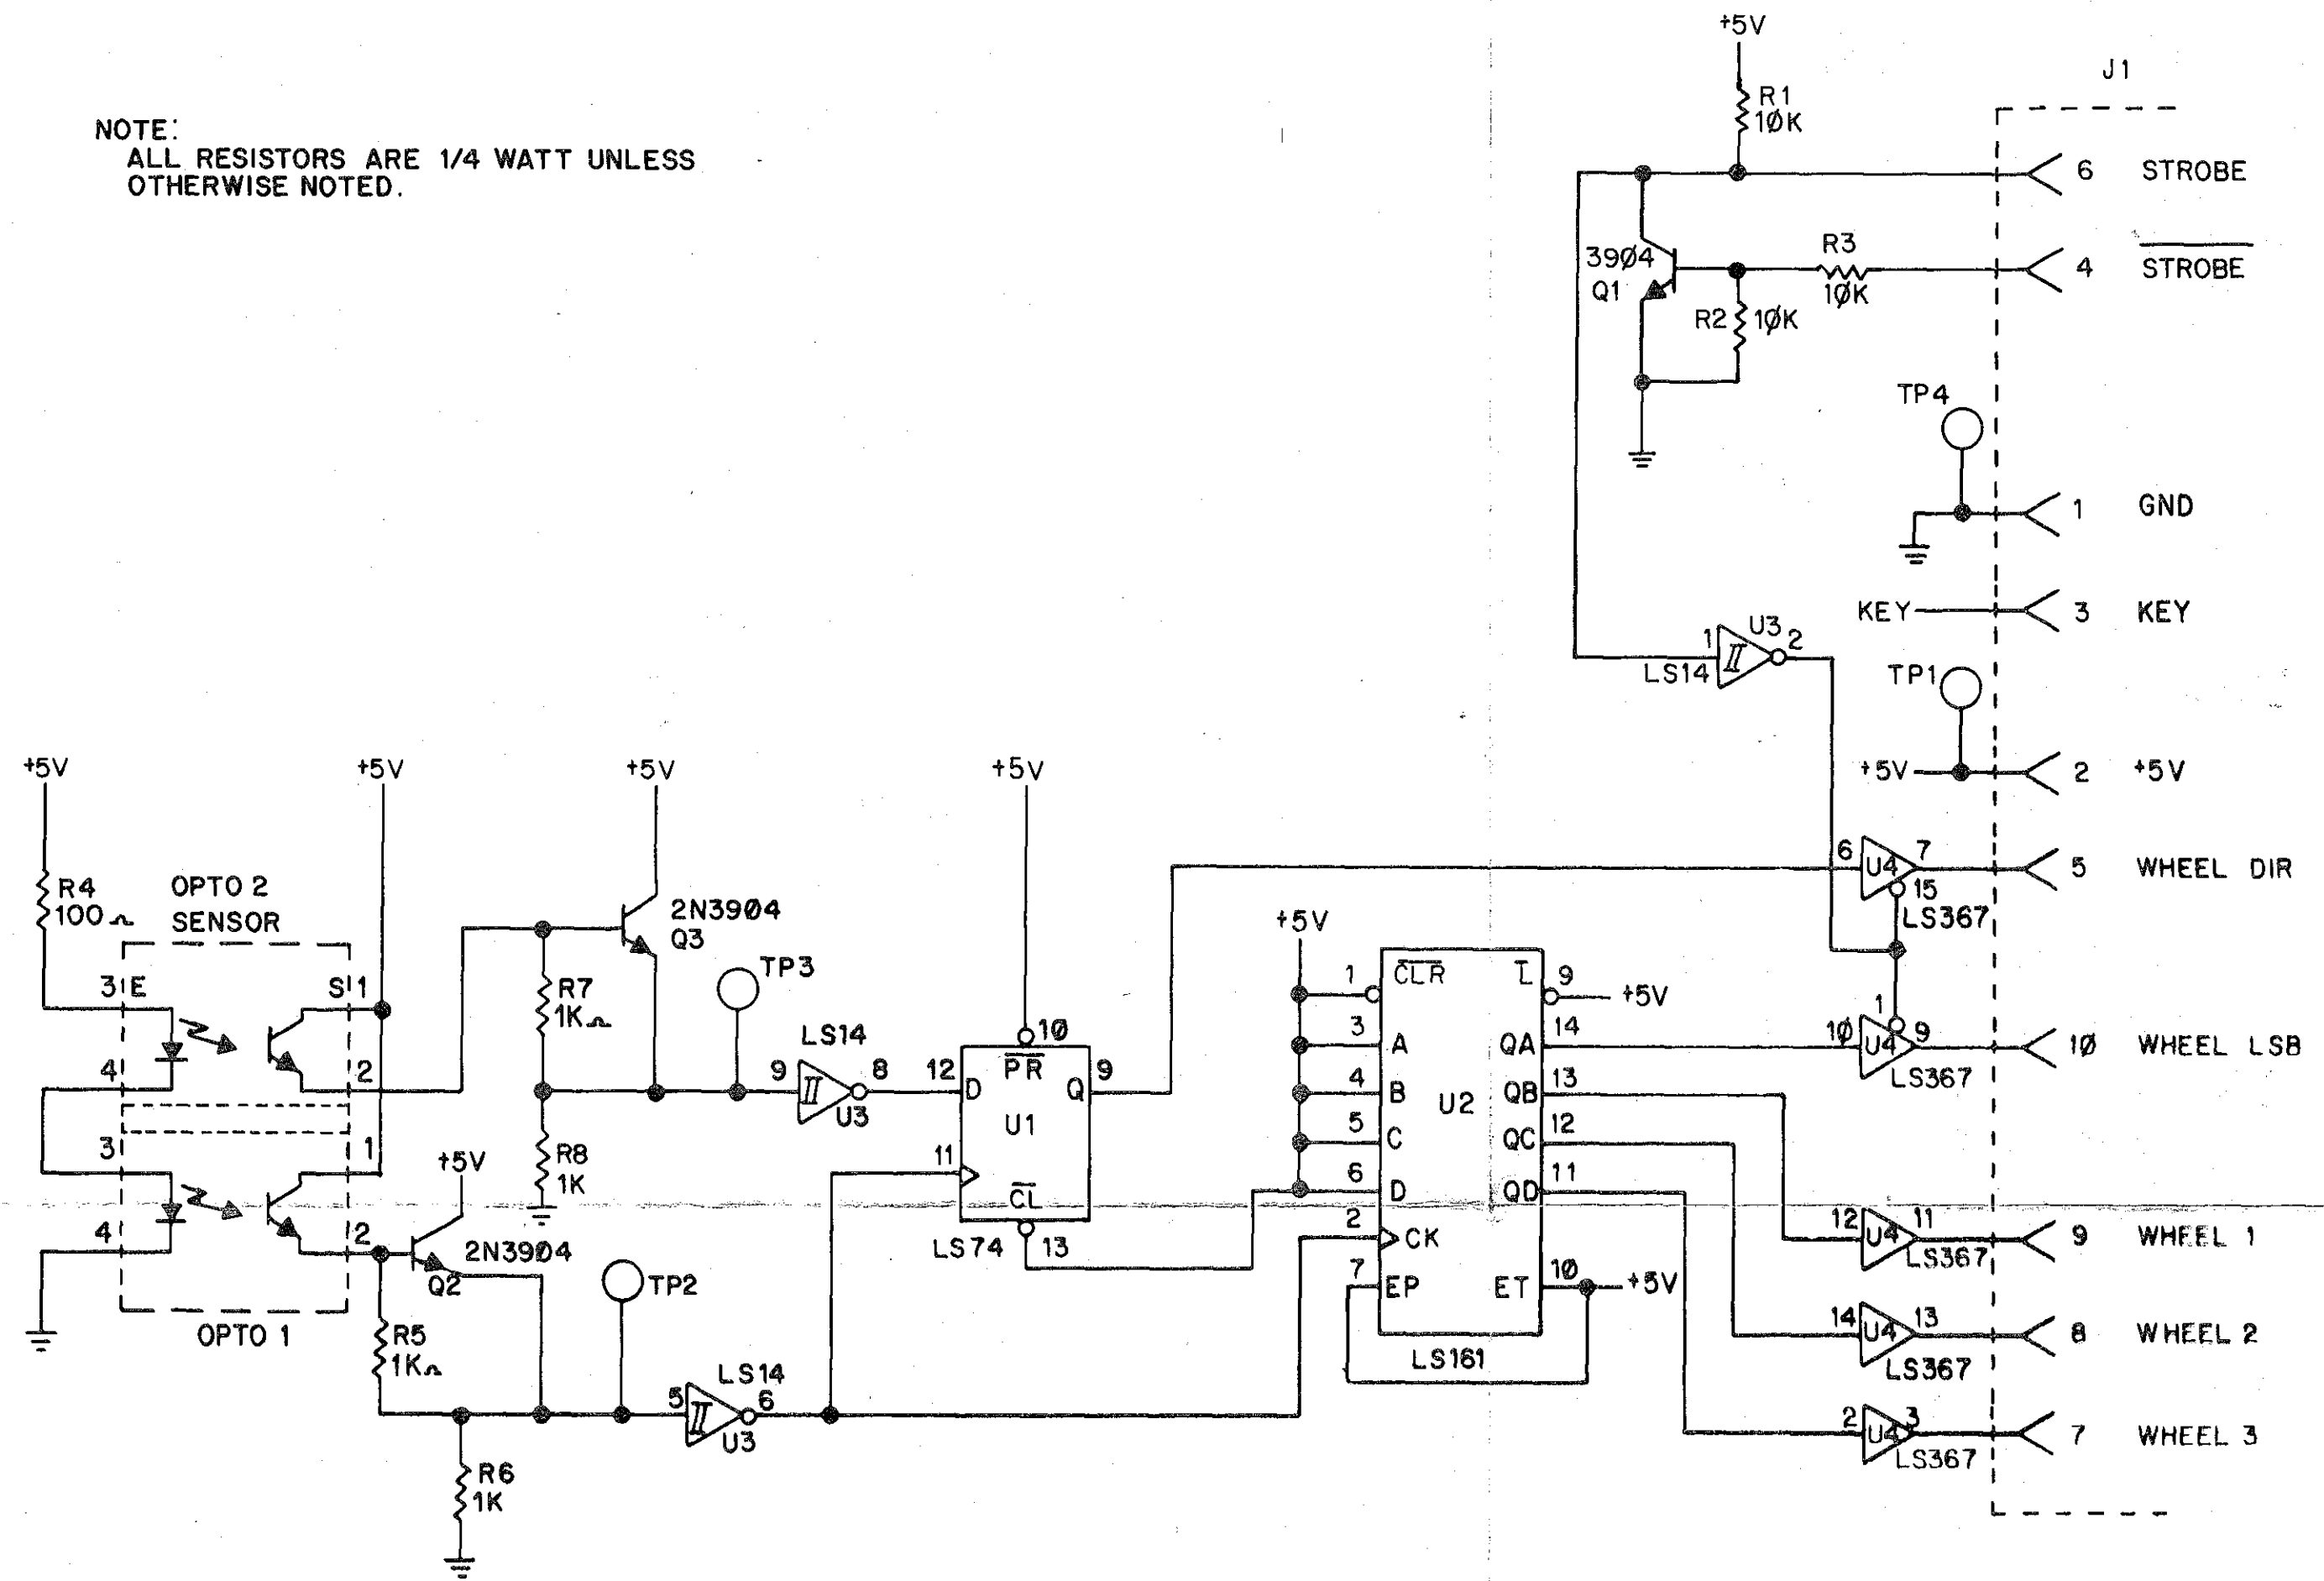 +5V
J1
R1
10K
NOTE:
ALL RESISTORS ARE 1/4 WATT UNLESS
OTHERWISE NOTED.
6 STROBE
3904
Q1
R3
10K
4 STROBE
R2 10K
TP4
1 GND
KEY 3 KEY
1 U3 2
LS14
TP1
+5V 2 +5V
+5V
+5V
+5V
+5V
R4
100Ω
OPTO 2
SENSOR
2N3904
Q3
6 U4 7
15
LS367
5 WHEEL DIR
+5V
3 E
S 1
R7
1KΩ
TP3
1 CLR
L 9
+5V
4
2
LS14
9 8
U3
10
12 D PR Q 9
U1
11
CL
LS74 13
3 A
4 B
5 C
6 D
2 CK
7 EP
U2
QA 14
QB 13
QC 12
QD 11
ET 10
+5V
LS161
1
10 U4 9
LS367
10 WHEEL LSB
3
1
4
2
OPTO 1
+5V
2N3904
Q2
R8
1K
R5
1KΩ
TP2
LS14
5 6
U3
R6
1K
12 U4 11
LS367
9 WHEEL 1
14 U4 13
LS367
8 WHEEL 2
2 U4 3
LS367
7 WHEEL 3